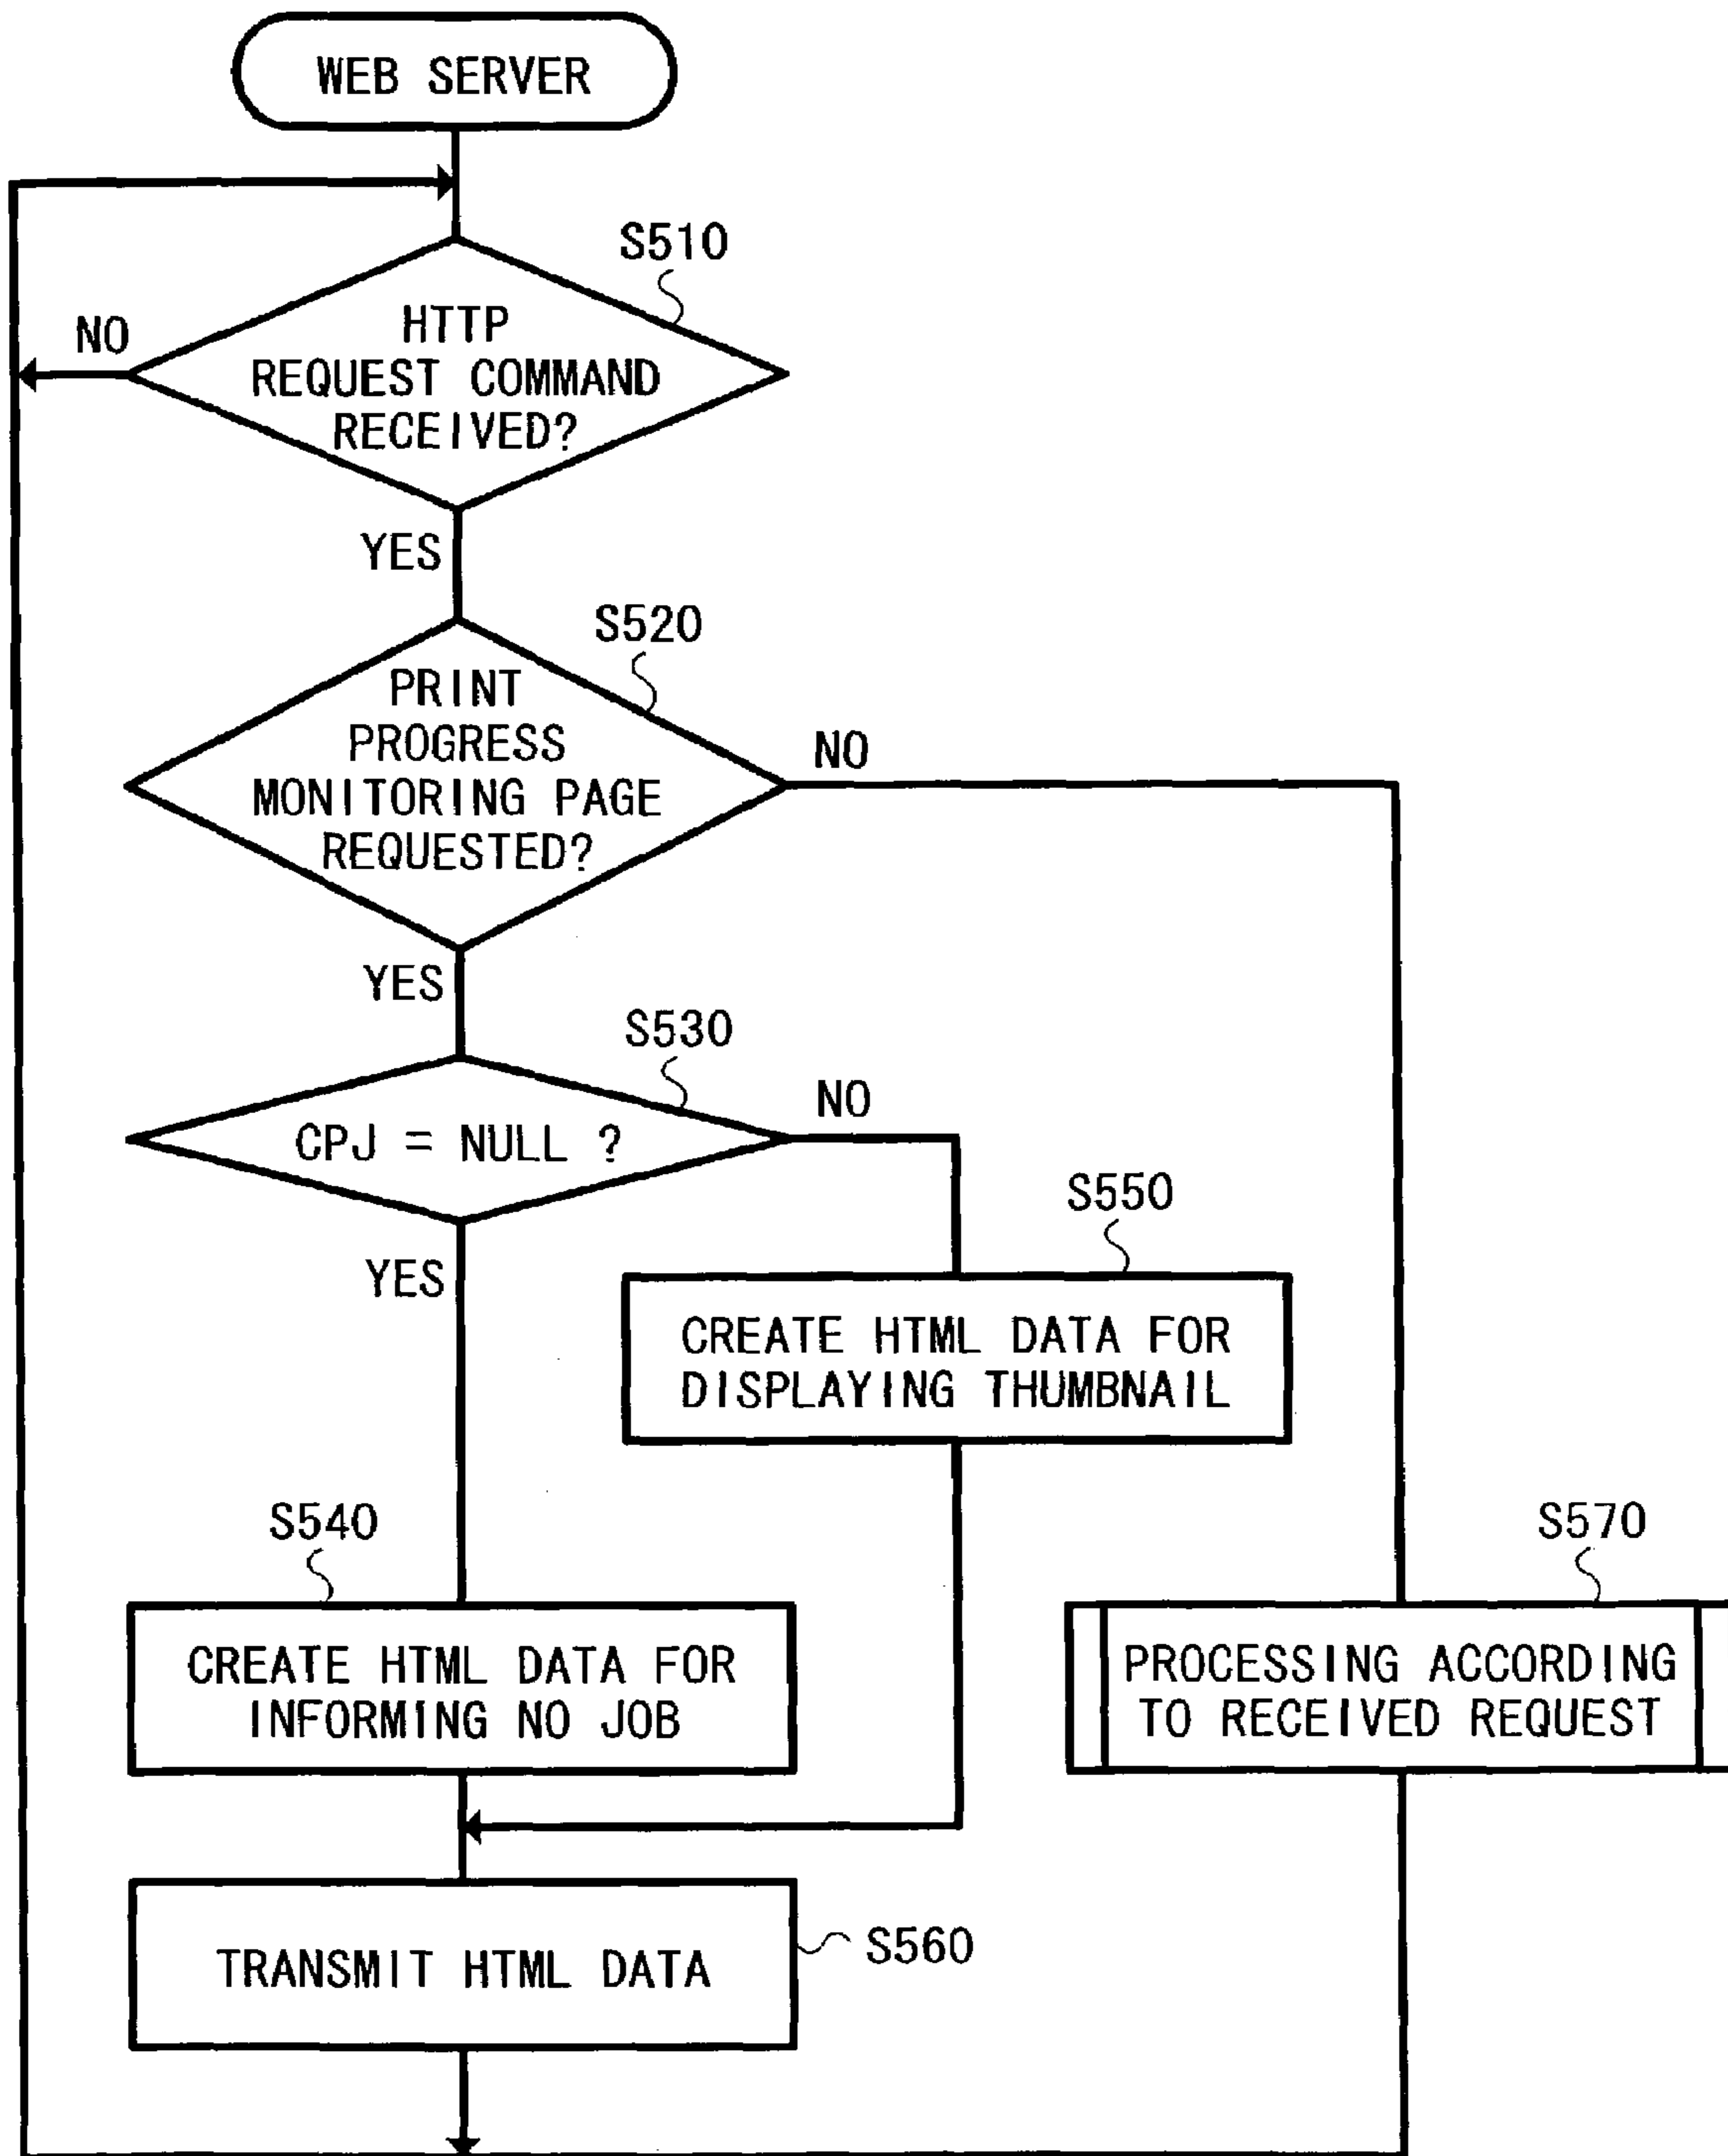 WEB SERVER
S510
HTTP
REQUEST COMMAND
RECEIVED?
NO
YES
S520
PRINT
PROGRESS
MONITORING PAGE
REQUESTED?
NO
YES
S530
CPJ = NULL ?
NO
YES
S550
CREATE HTML DATA FOR
DISPLAYING THUMBNAIL
S540
CREATE HTML DATA FOR
INFORMING NO JOB
S570
PROCESSING ACCORDING
TO RECEIVED REQUEST
TRANSMIT HTML DATA
S560